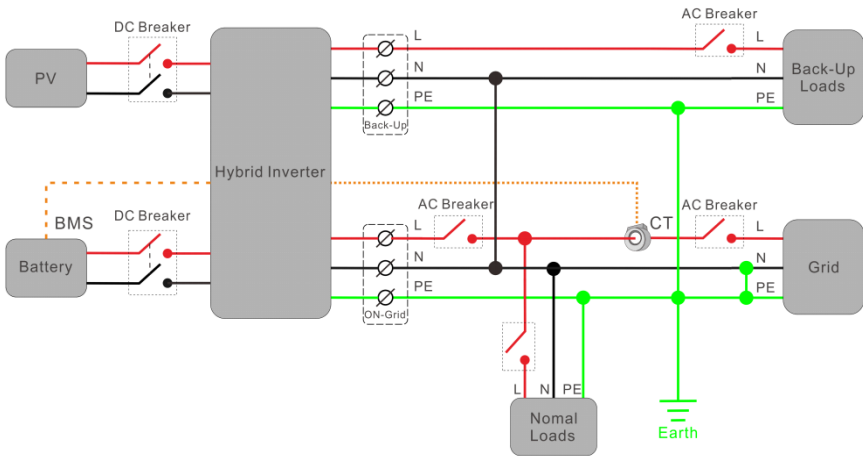 DC Breaker
AC Breaker
L
L
PV
N
N
Back-Up
Loads
PE
PE
Back-Up
Hybrid Inverter
BMS
DC Breaker
AC Breaker
CT
AC Breaker
L
L
Battery
N
N
Grid
PE
PE
ON-Grid
L
N
PE
Nomal
Loads
Earth